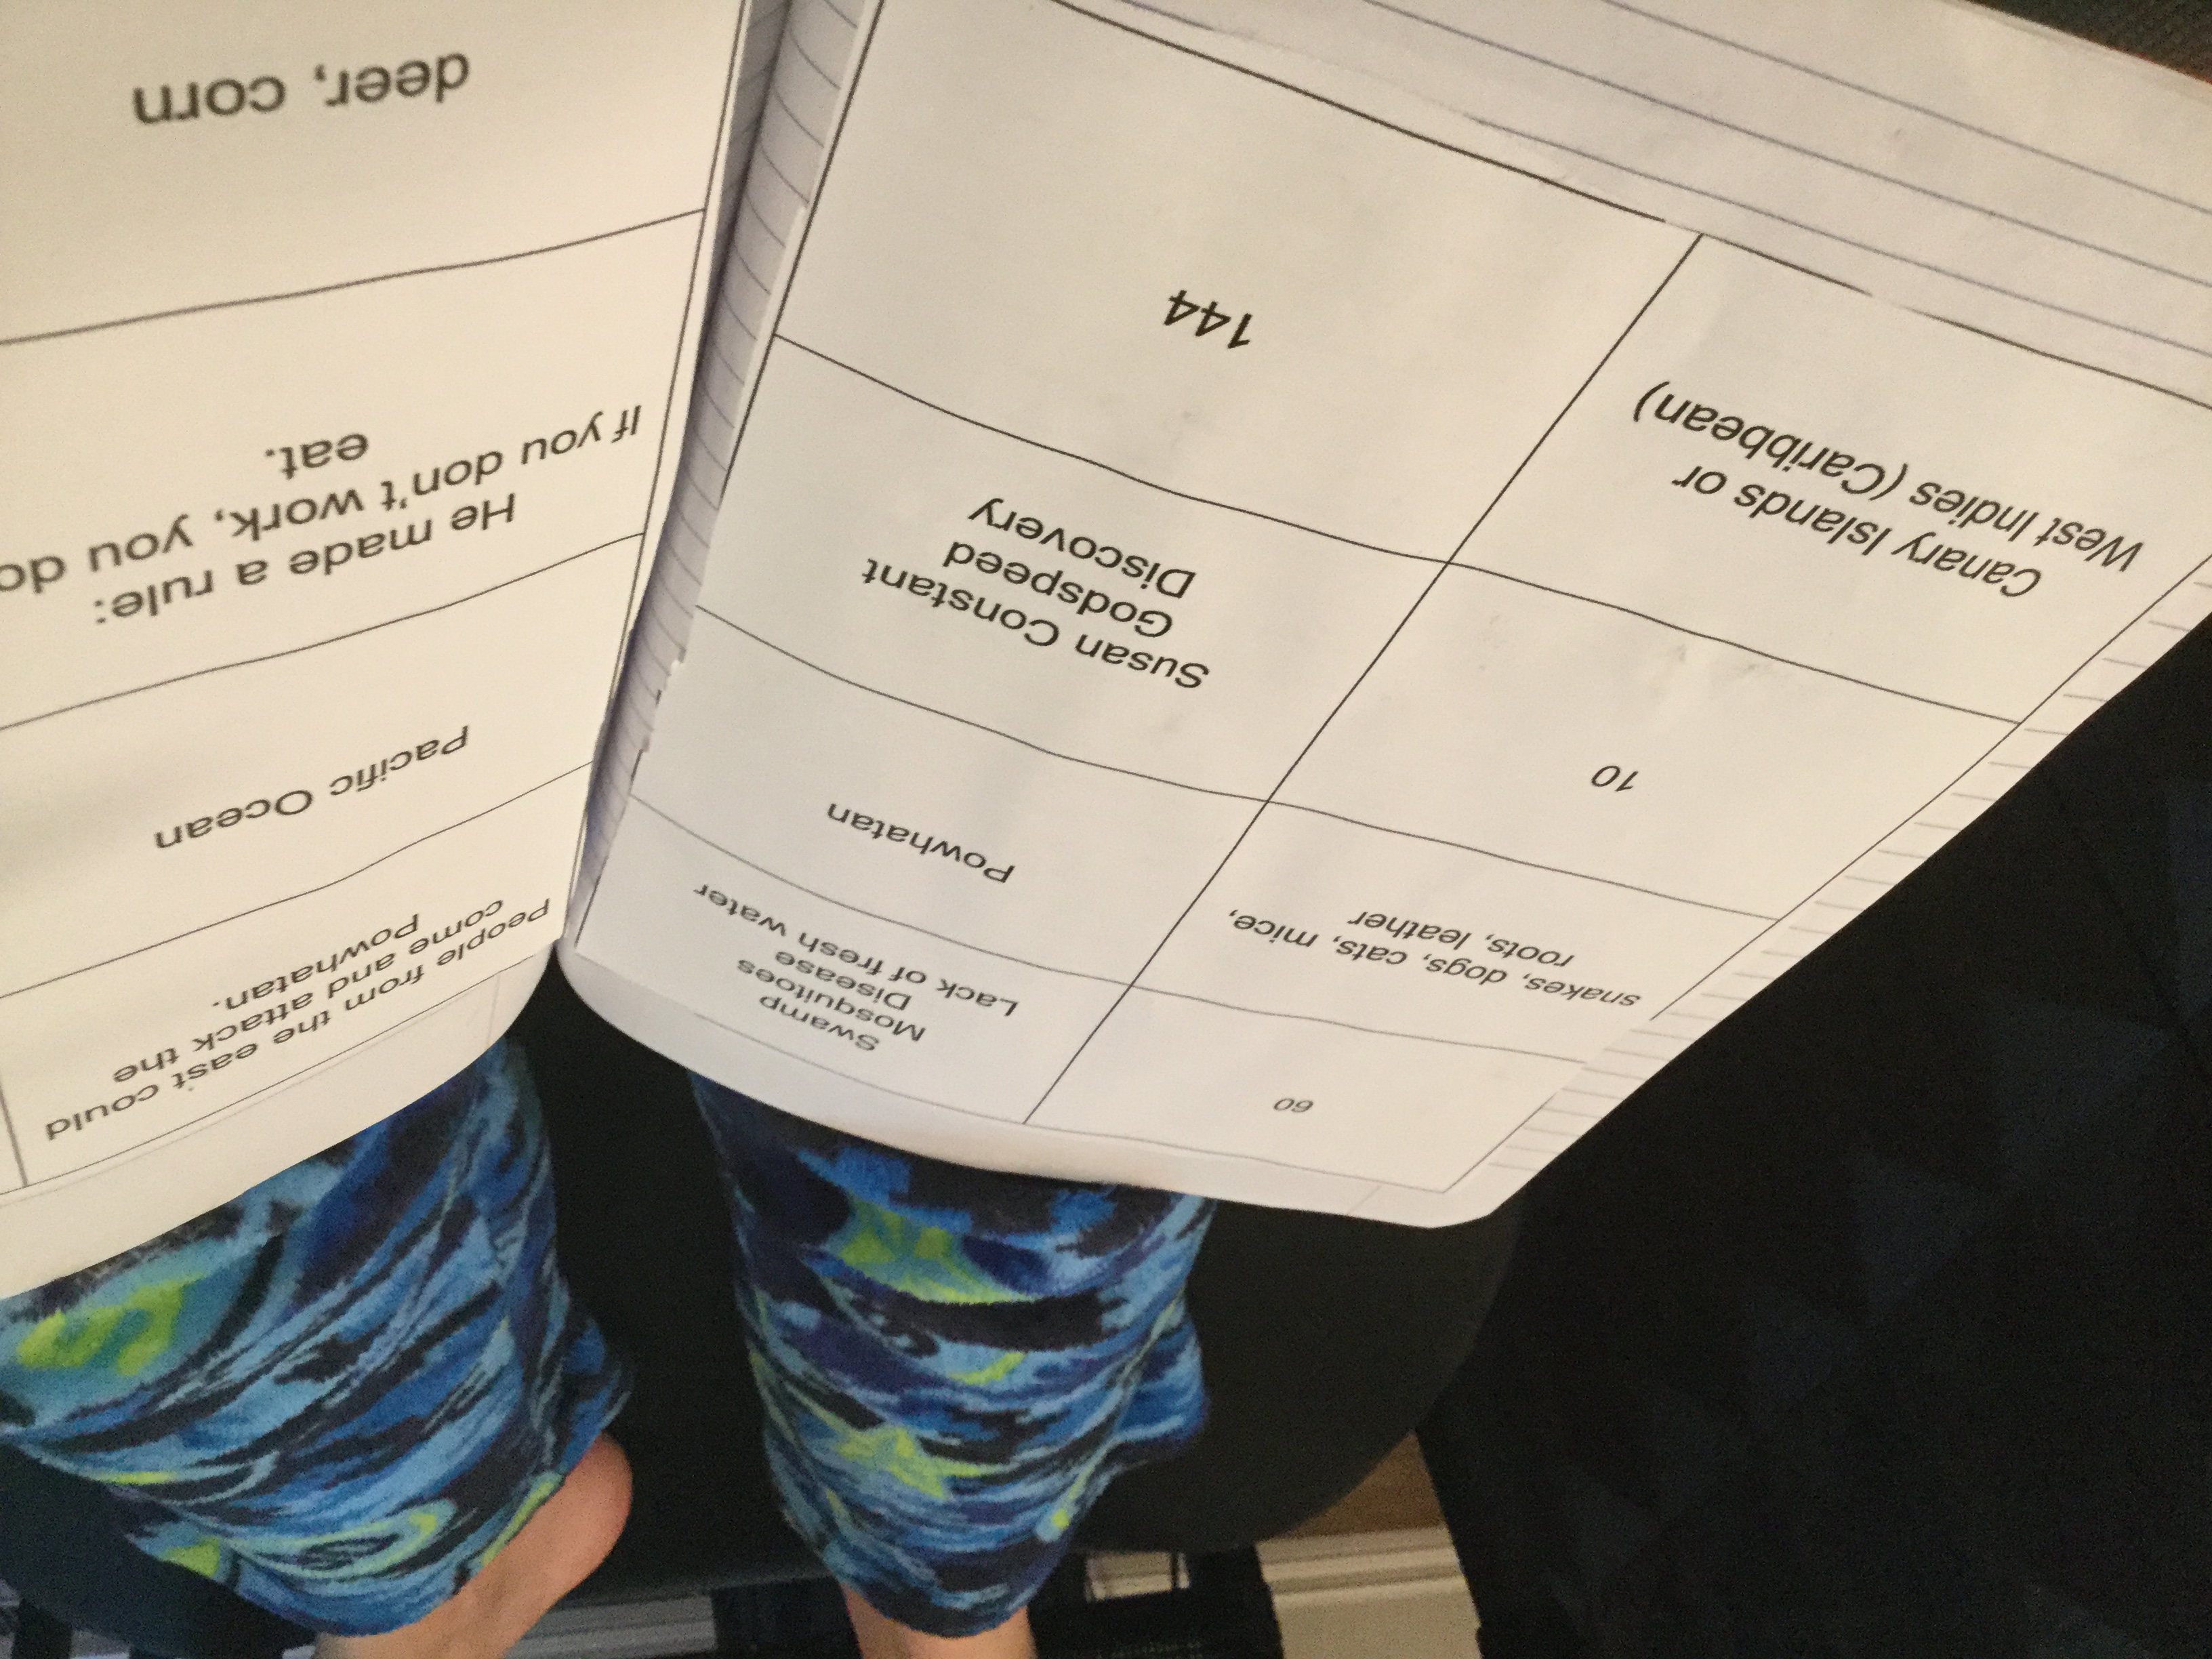 60
Swamp
Mosquitoes
Disease
Lack of fresh water
snakes, dogs, cats, mice,
roots, leather
Powhatan
10
Susan Constant
Godspeed
Discovery
Canary Islands or
West Indies (Caribbean)
144
People from the east could
come and attack the
Powhatan.
Pacific Ocean
He made a rule:
If you don't work, you do
eat.
deer, corn